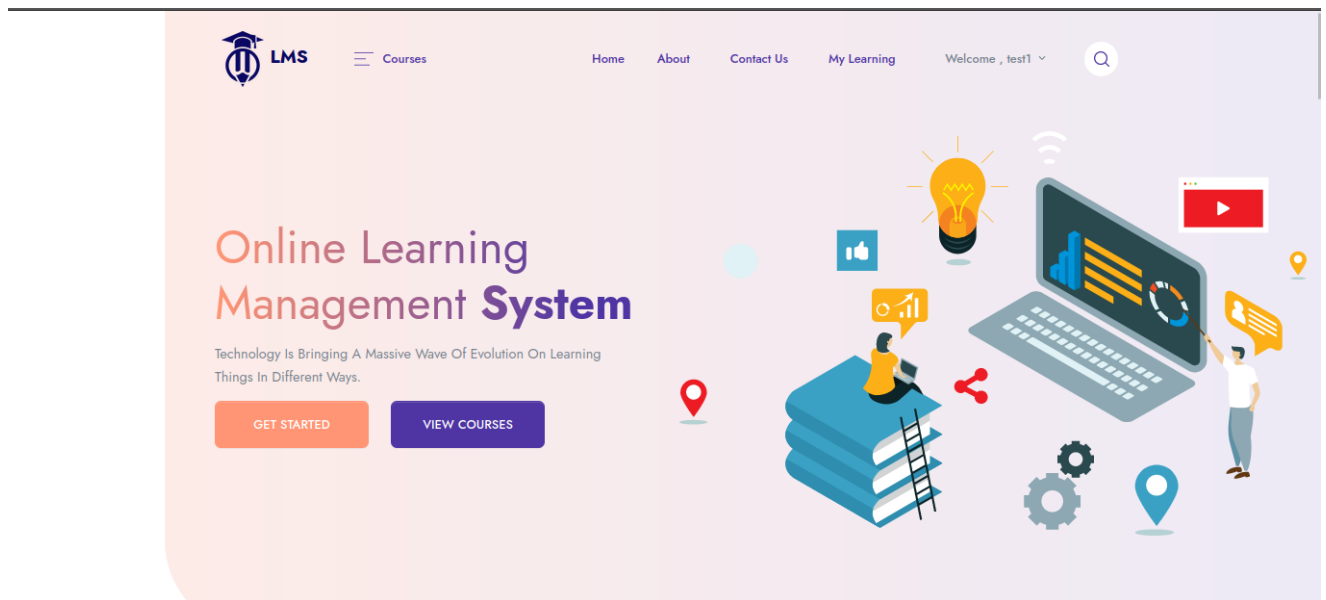 LMS
Courses
Home
About
Contact Us
My Learning
Welcome , test1
Online Learning
Management System
Technology Is Bringing A Massive Wave Of Evolution On Learning
Things In Different Ways.
GET STARTED
VIEW COURSES